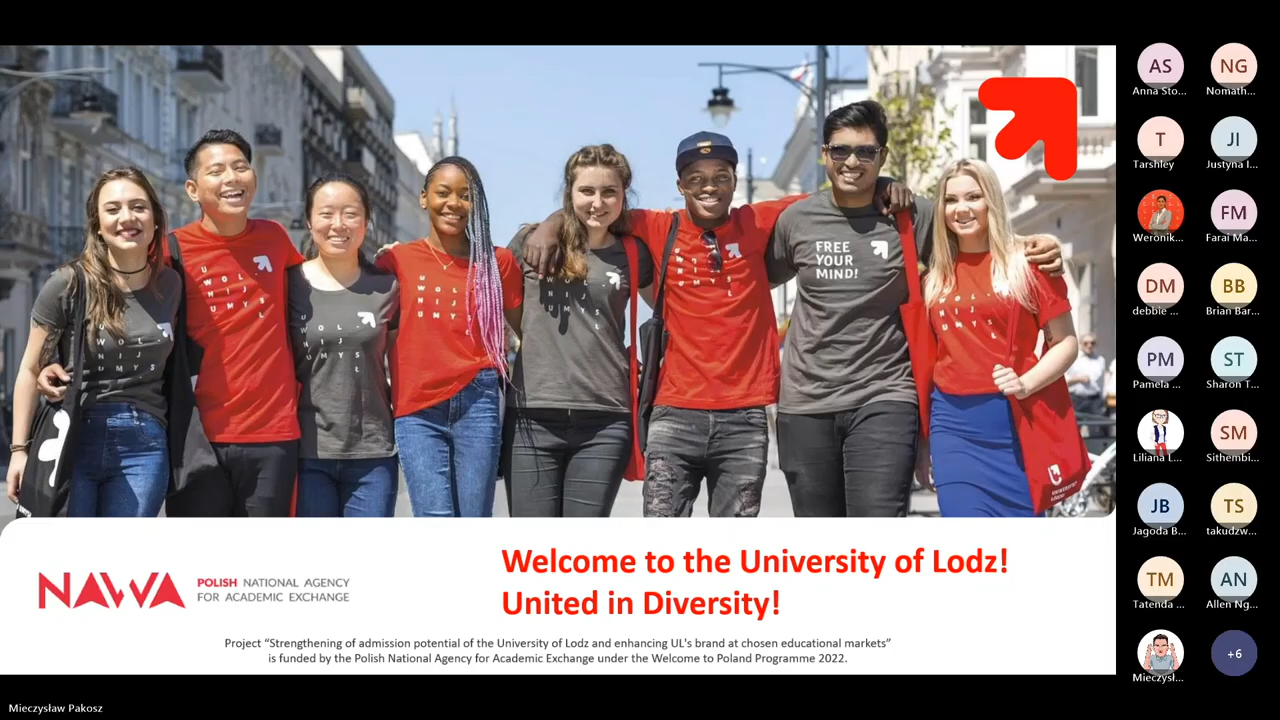 FREE
YOUR
MIND!
NAWA
POLISH NATIONAL AGENCY
FOR ACADEMIC EXCHANGE
Welcome to the University of Lodz!
United in Diversity!
Project “Strengthening of admission potential of the University of Lodz and enhancing UL's brand at chosen educational markets”
is funded by the Polish National Agency for Academic Exchange under the Welcome to Poland Programme 2022.
AS
NG
Anna Sto...
Nomath...
T
JI
Tarshley
Justyna I...
FM
Weronik...
Farai Ma...
DM
BB
debbie ...
Brian Bar...
PM
ST
Pamela ...
Sharon T...
SM
Liliana L...
Sithembi...
JB
TS
Jagoda B...
takudzw...
TM
AN
Tatenda ...
Allen Ng...
+6
Mieczysł...
Mieczysław Pakosz